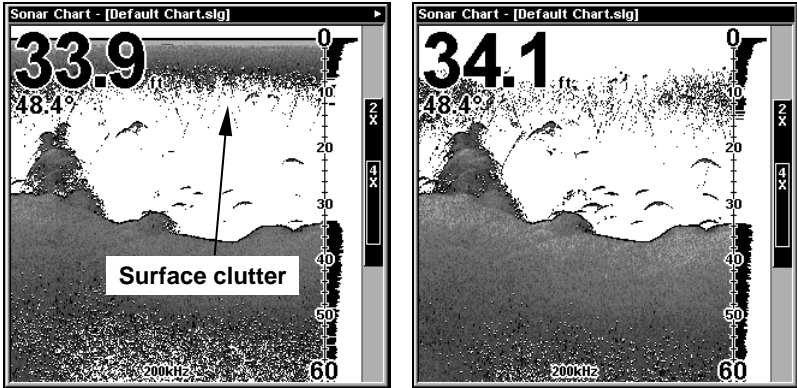 Sonar Chart - [Default Chart.slg]
33.9 ft
48.4°
0
10
20
30
40
50
60
2X
4X
Surface clutter
200kHz
Sonar Chart - [Default Chart.slg]
34.1 ft
48.4°
0
10
20
30
40
50
60
2X
4X
200kHz